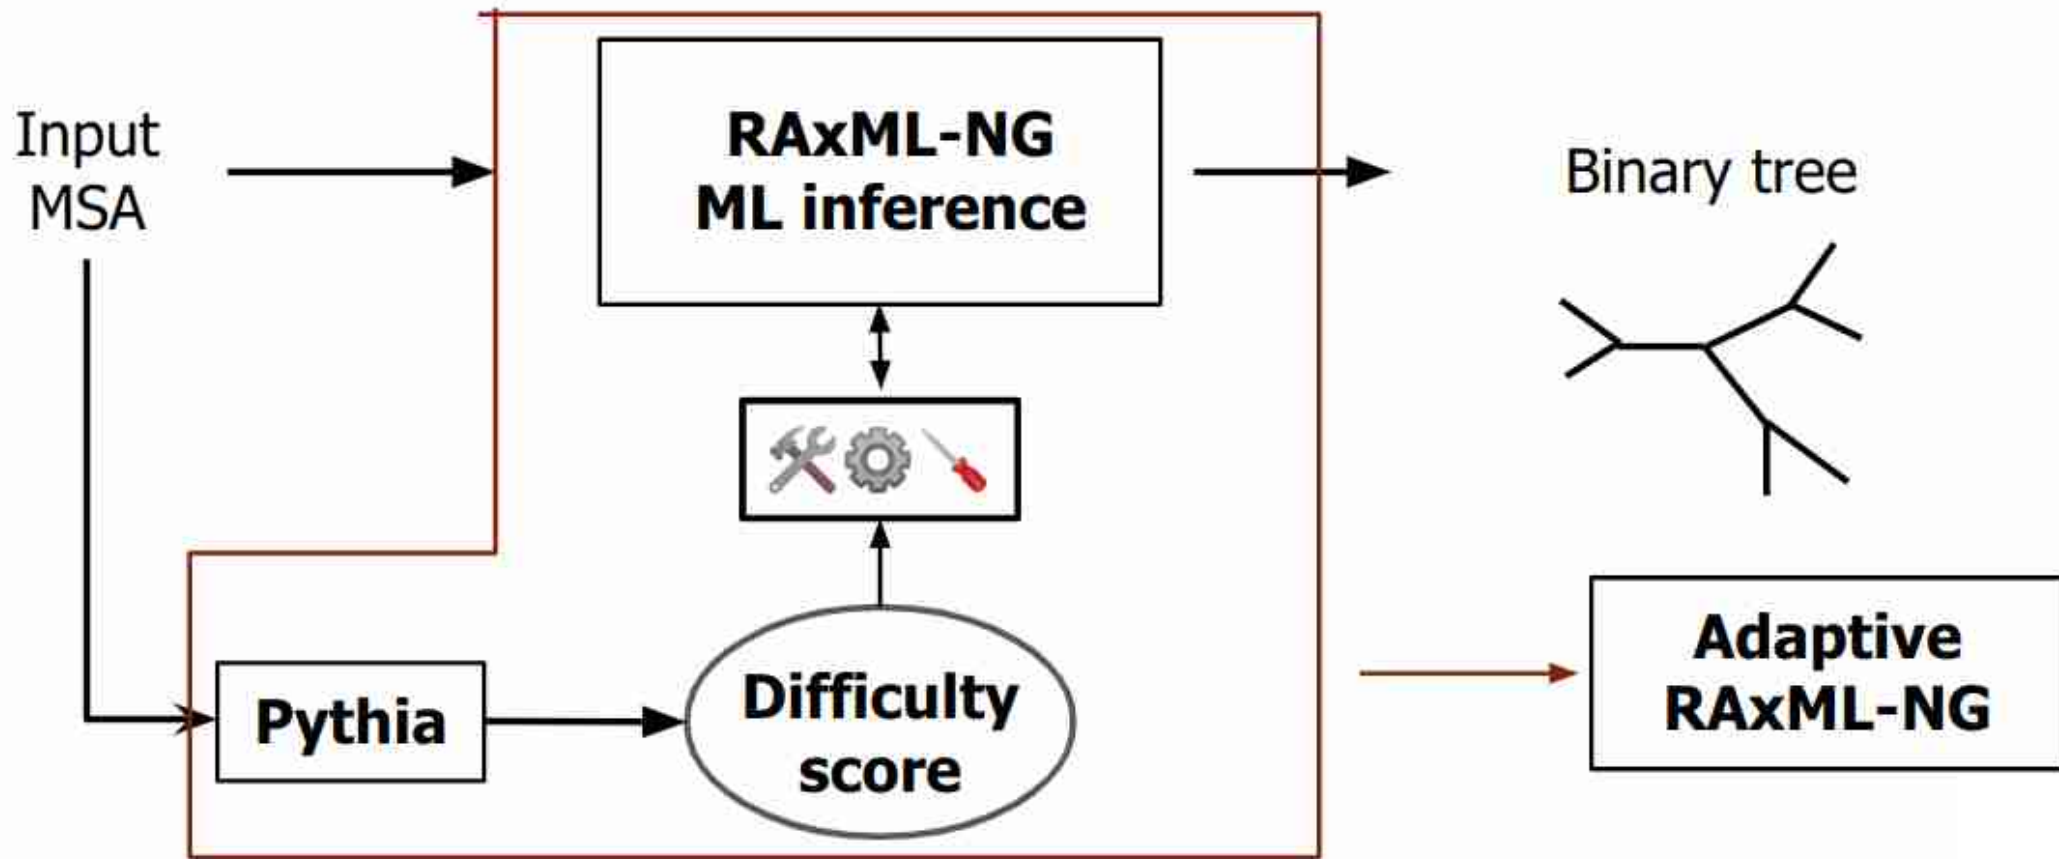 Input
MSA
RAxML-NG
ML inference
Binary tree
Pythia
Difficulty
score
Adaptive
RAxML-NG